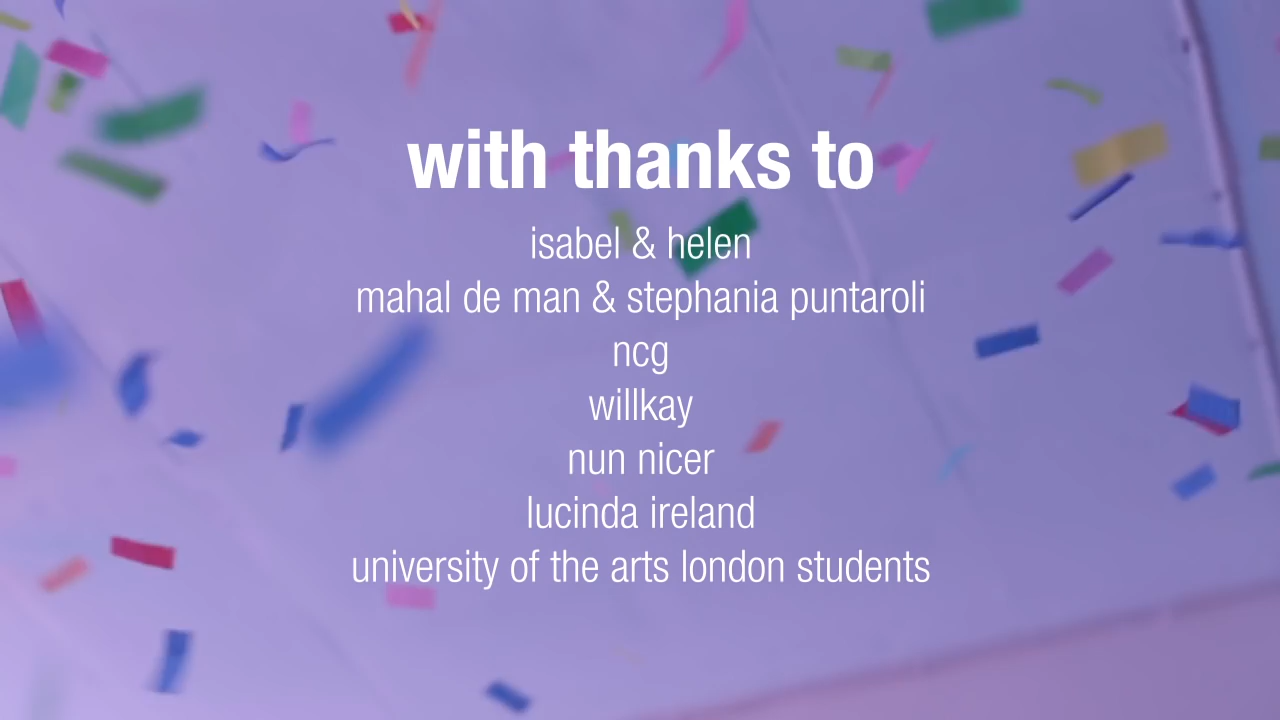 with thanks to
isabel & helen
mahal de man & stephania puntaroli
ncg
willkay
nun nicer
lucinda ireland
university of the arts london students